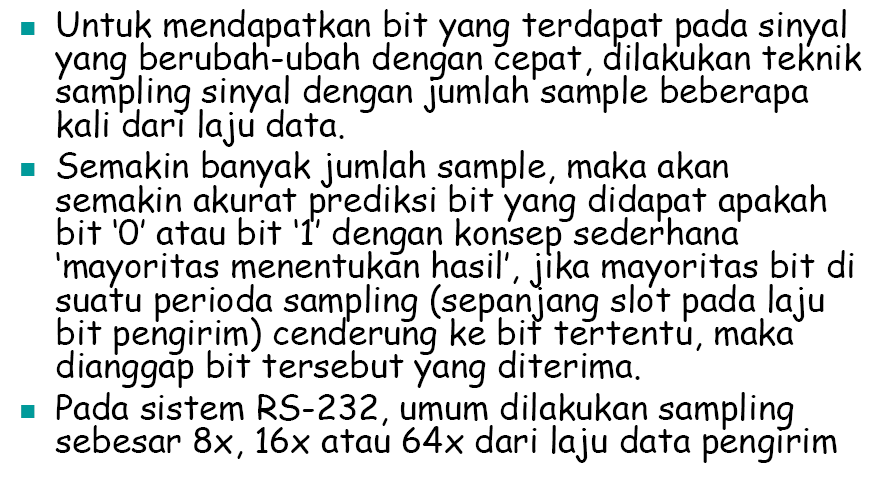 Untuk mendapatkan bit yang terdapat pada sinyal
yang berubah-ubah dengan cepat, dilakukan teknik
sampling sinyal dengan jumlah sample beberapa
kali dari laju data.
Semakin banyak jumlah sample, maka akan
semakin akurat prediksi bit yang didapat apakah
bit '0' atau bit '1' dengan konsep sederhana
'mayoritas menentukan hasil', jika mayoritas bit di
suatu perioda sampling (sepanjang slot pada laju
bit pengirim) cenderung ke bit tertentu, maka
dianggap bit tersebut yang diterima.
Pada sistem RS-232, umum dilakukan sampling
sebesar 8x, 16x atau 64x dari laju data pengirim